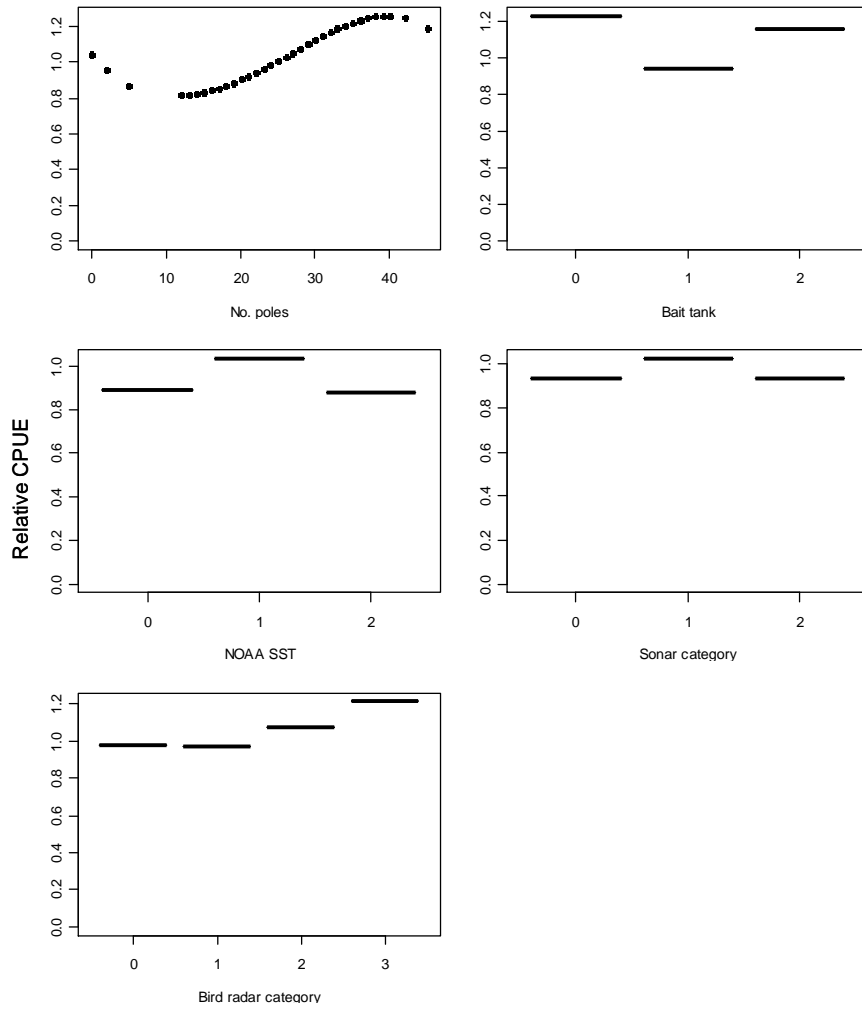 0.0 0.2 0.4 0.6 0.8 1.0 1.2
0 10 20 30 40
No. poles
0.0 0.2 0.4 0.6 0.8 1.0 1.2
0 1 2
Bait tank
Relative CPUE
0.0 0.2 0.4 0.6 0.8 1.0
0 1 2
NOAA SST
0.0 0.2 0.4 0.6 0.8 1.0
0 1 2
Sonar category
0.0 0.2 0.4 0.6 0.8 1.0 1.2
0 1 2 3
Bird radar category